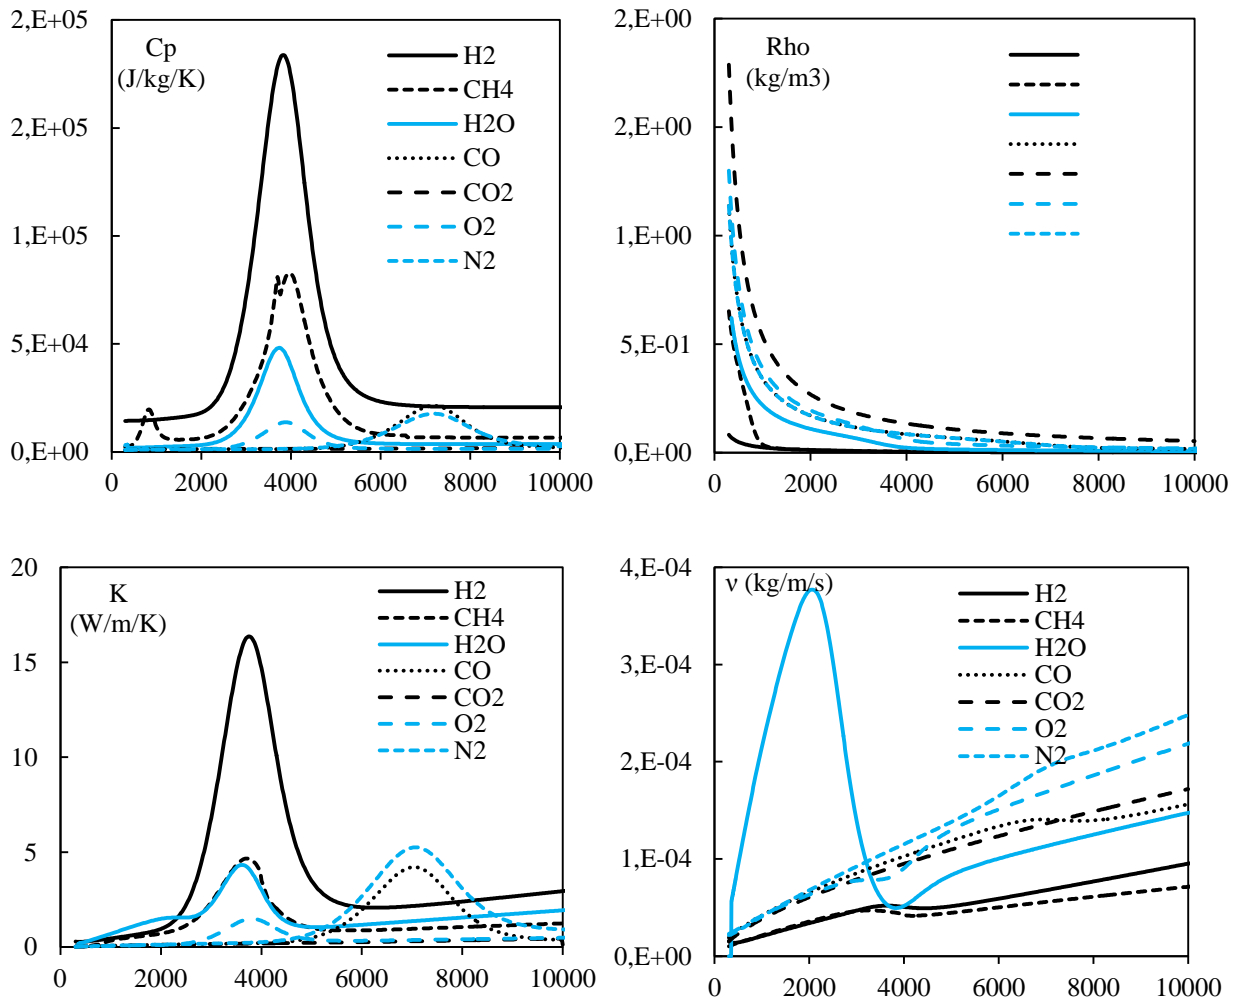 2,E+05
2,E+05
1,E+05
5,E+04
0,E+00
0 2000 4000 6000 8000 10000
Cp
(J/kg/K)
H2
CH4
H2O
CO
CO2
O2
N2
2,E+00
2,E+00
1,E+00
5,E-01
0,E+00
0 2000 4000 6000 8000 10000
Rho
(kg/m3)
20
15
10
5
0
0 2000 4000 6000 8000 10000
K
(W/m/K)
H2
CH4
H2O
CO
CO2
O2
N2
4,E-04
3,E-04
2,E-04
1,E-04
0,E+00
0 2000 4000 6000 8000 10000
ν (kg/m/s)
H2
CH4
H2O
CO
CO2
O2
N2